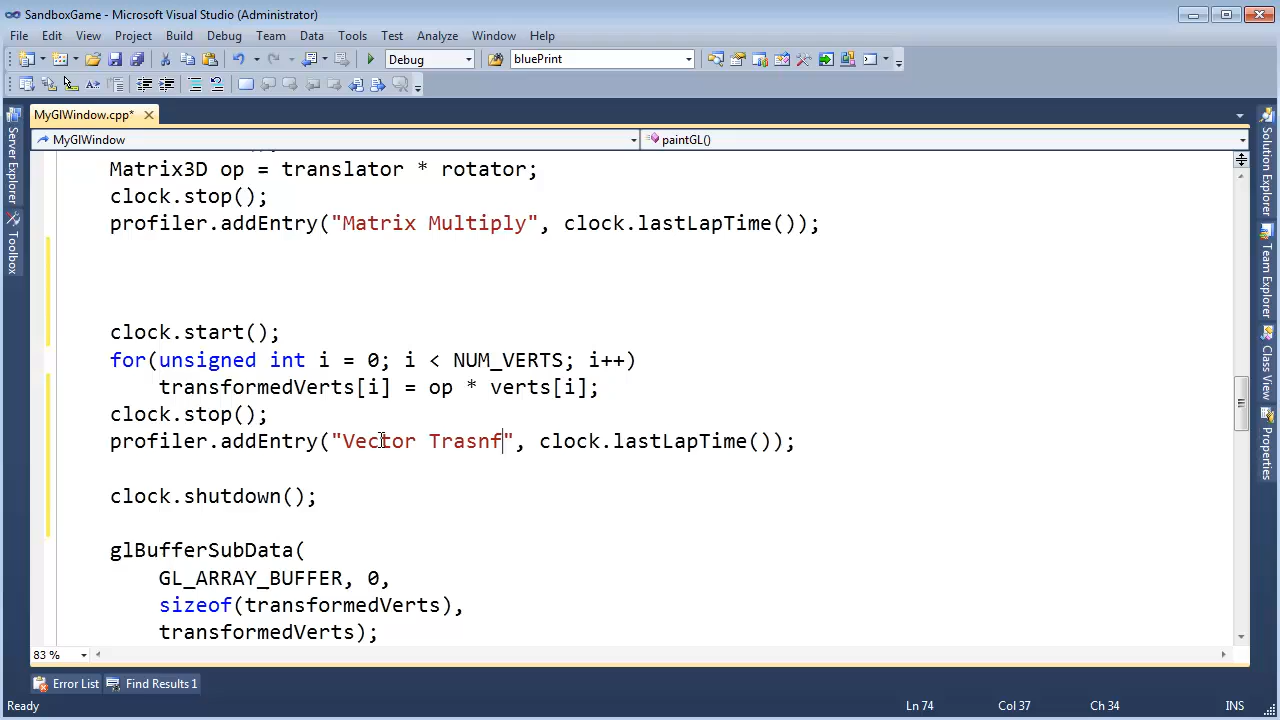 SandboxGame - Microsoft Visual Studio (Administrator)
File Edit View Project Build Debug Team Data Tools Test Analyze Window Help
Debug bluePrint
MyGlWindow.cpp*
MyGlWindow paintGL()
Matrix3D op = translator * rotator;
clock.stop();
profiler.addEntry("Matrix Multiply", clock.lastLapTime());
clock.start();
for(unsigned int i = 0; i < NUM_VERTS; i++)
transformedVerts[i] = op * verts[i];
clock.stop();
profiler.addEntry("Vector Trasnf", clock.lastLapTime());
clock.shutdown();
glBufferSubData(
GL_ARRAY_BUFFER, 0,
sizeof(transformedVerts),
transformedVerts);
83 %
Error List Find Results 1
Ready Ln 74 Col 37 Ch 34 INS
Server Explorer
Toolbox
Solution Explorer
Team Explorer
Class View
Properties